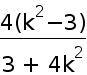 4(k²−3)
3 + 4k²